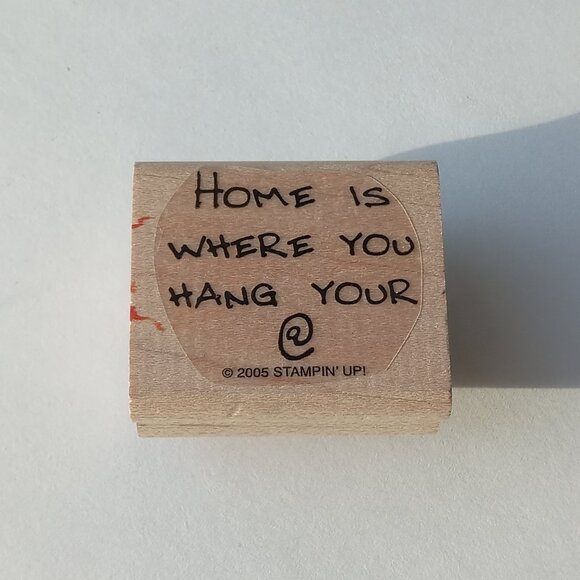 HOME IS
WHERE YOU
HANG YOUR
@
© 2005 STAMPIN' UP!